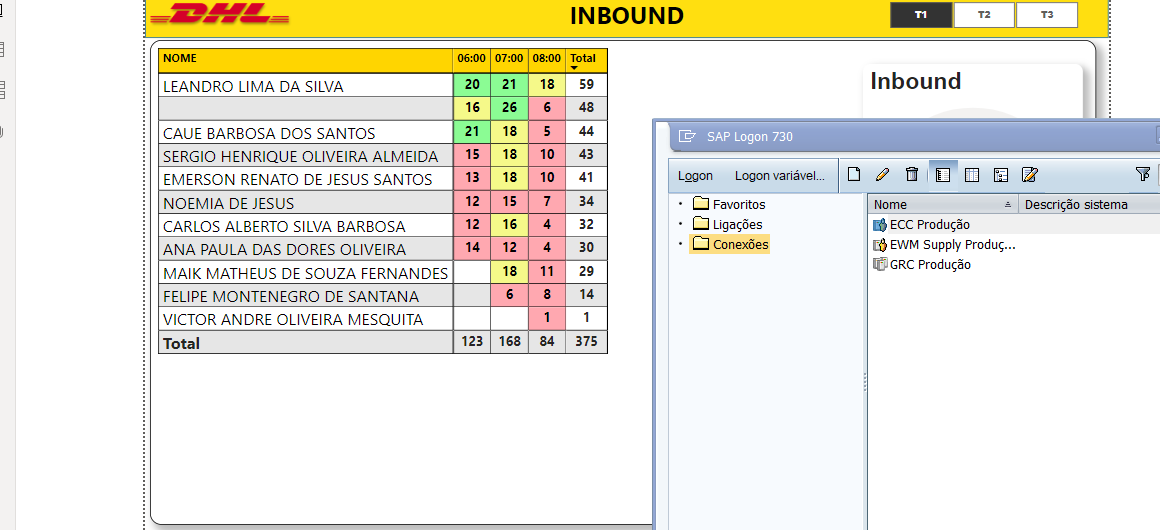 DHL
INBOUND
T1 T2 T3
NOME 06:00 07:00 08:00 Total
LEANDRO LIMA DA SILVA 20 21 18 59
16 26 6 48
CAUE BARBOSA DOS SANTOS 21 18 5 44
SERGIO HENRIQUE OLIVEIRA ALMEIDA 15 18 10 43
EMERSON RENATO DE JESUS SANTOS 13 18 10 41
NOEMIA DE JESUS 12 15 7 34
CARLOS ALBERTO SILVA BARBOSA 12 16 4 32
ANA PAULA DAS DORES OLIVEIRA 14 12 4 30
MAIK MATHEUS DE SOUZA FERNANDES 18 11 29
FELIPE MONTENEGRO DE SANTANA 6 8 14
VICTOR ANDRE OLIVEIRA MESQUITA 1 1
Total 123 168 84 375
Inbound
SAP Logon 730
Logon Logon variável...
Favoritos
Ligações
Conexões
Nome Descrição sistema
ECC Produção
EWM Supply Produç...
GRC Produção